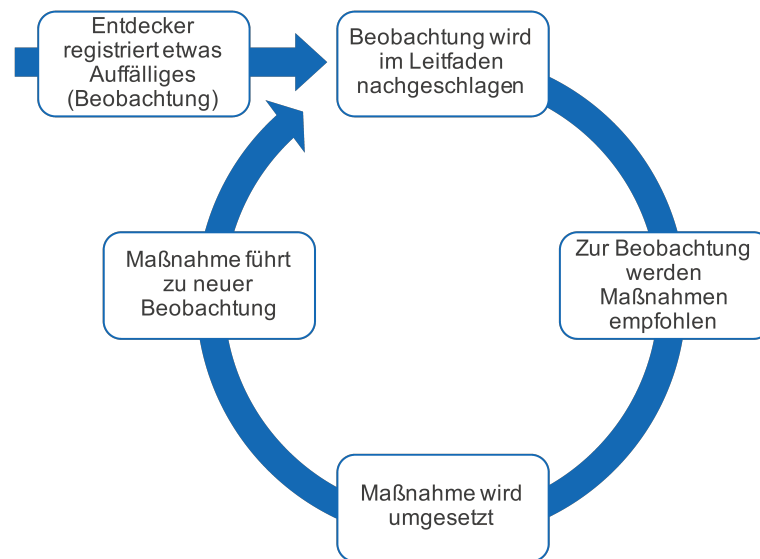 Entdecker
registriert etwas
Auffälliges
(Beobachtung)
Beobachtung wird
im Leitfaden
nachgeschlagen
Zur Beobachtung
werden
Maßnahmen
empfohlen
Maßnahme wird
umgesetzt
Maßnahme führt
zu neuer
Beobachtung